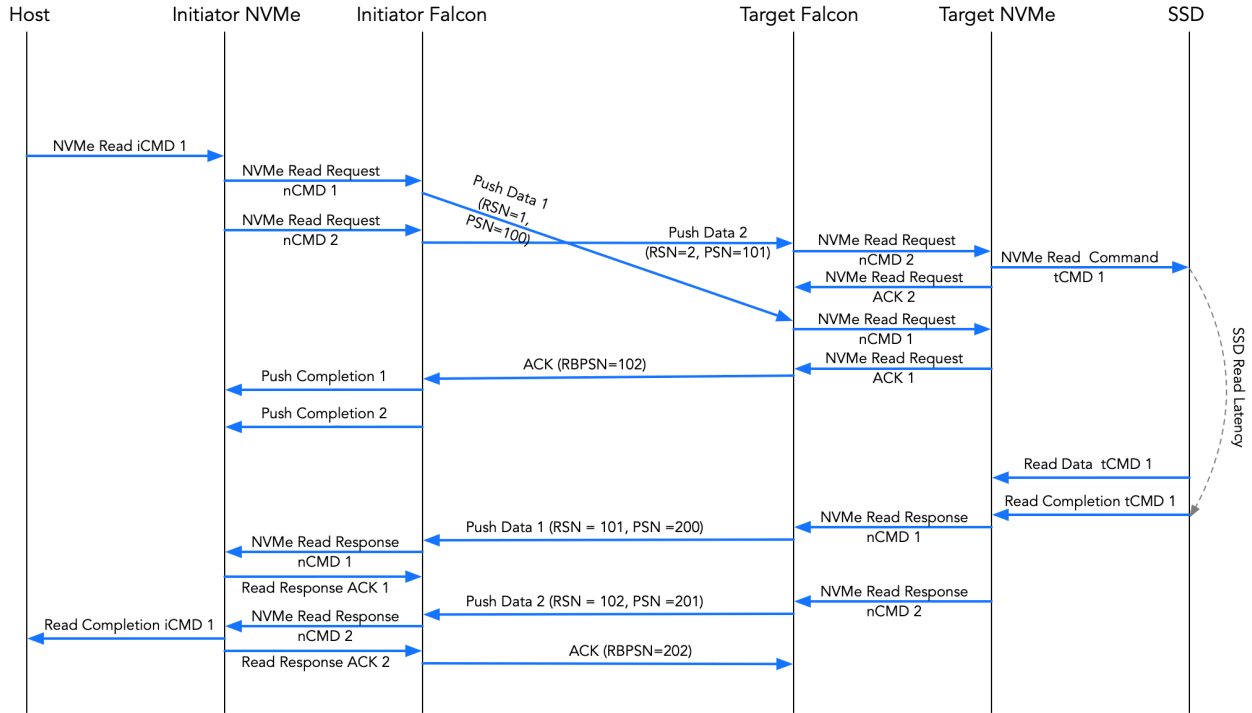 Host
Initiator NVMe
Initiator Falcon
Target Falcon
Target NVMe
SSD
NVMe Read iCMD 1
NVMe Read Request
nCMD 1
Push Data 1
(RSN=1,
PSN=100)
NVMe Read Request
nCMD 2
Push Data 2
(RSN=2, PSN=101)
NVMe Read Request
nCMD 2
NVMe Read  Command
tCMD 1
NVMe Read Request
ACK 2
NVMe Read Request
nCMD 1
NVMe Read Request
ACK 1
SSD Read Latency
ACK (RBPSN=102)
Push Completion 1
Push Completion 2
Read Data  tCMD 1
Read Completion tCMD 1
NVMe Read Response
nCMD 1
Push Data 1 (RSN = 101, PSN =200)
NVMe Read Response
nCMD 1
Read Response ACK 1
NVMe Read Response
nCMD 2
Push Data 2 (RSN = 102, PSN =201)
NVMe Read Response
nCMD 2
Read Completion iCMD 1
Read Response ACK 2
ACK (RBPSN=202)